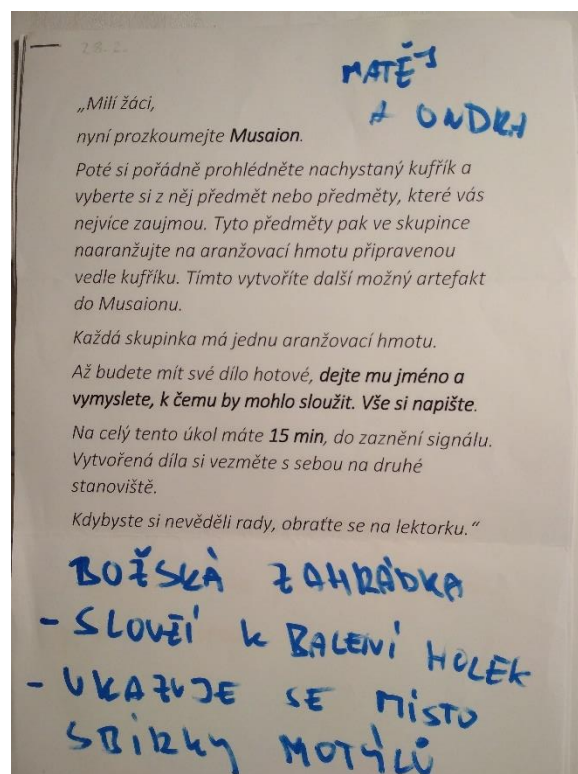 28.2.
MATĚJ
A ONDRA
„Milí žáci,
nyní prozkoumejte Musaion.
Poté si pořádně prohlédněte nachystaný kufřík a
vyberte si z něj předmět nebo předměty, které vás
nejvíce zaujmou. Tyto předměty pak ve skupince
naaranžujte na aranžovací hmotu připravenou
vedle kufříku. Tímto vytvoříte další možný artefakt
do Musaionu.
Každá skupinka má jednu aranžovací hmotu.
Až budete mít své dílo hotové, dejte mu jméno a
vymyslete, k čemu by mohlo sloužit. Vše si napište.
Na celý tento úkol máte 15 min, do zaznění signálu.
Vytvořená díla si vezměte s sebou na druhé
stanoviště.
Kdybyste si nevěděli rady, obraťte se na lektorku.“
BOŽSKÁ ZAHRÁDKA
- SLOUŽÍ K BALENÍ HOLEK
- UKAZUJE SE MÍSTO
SBÍRKY MOTÝLŮ